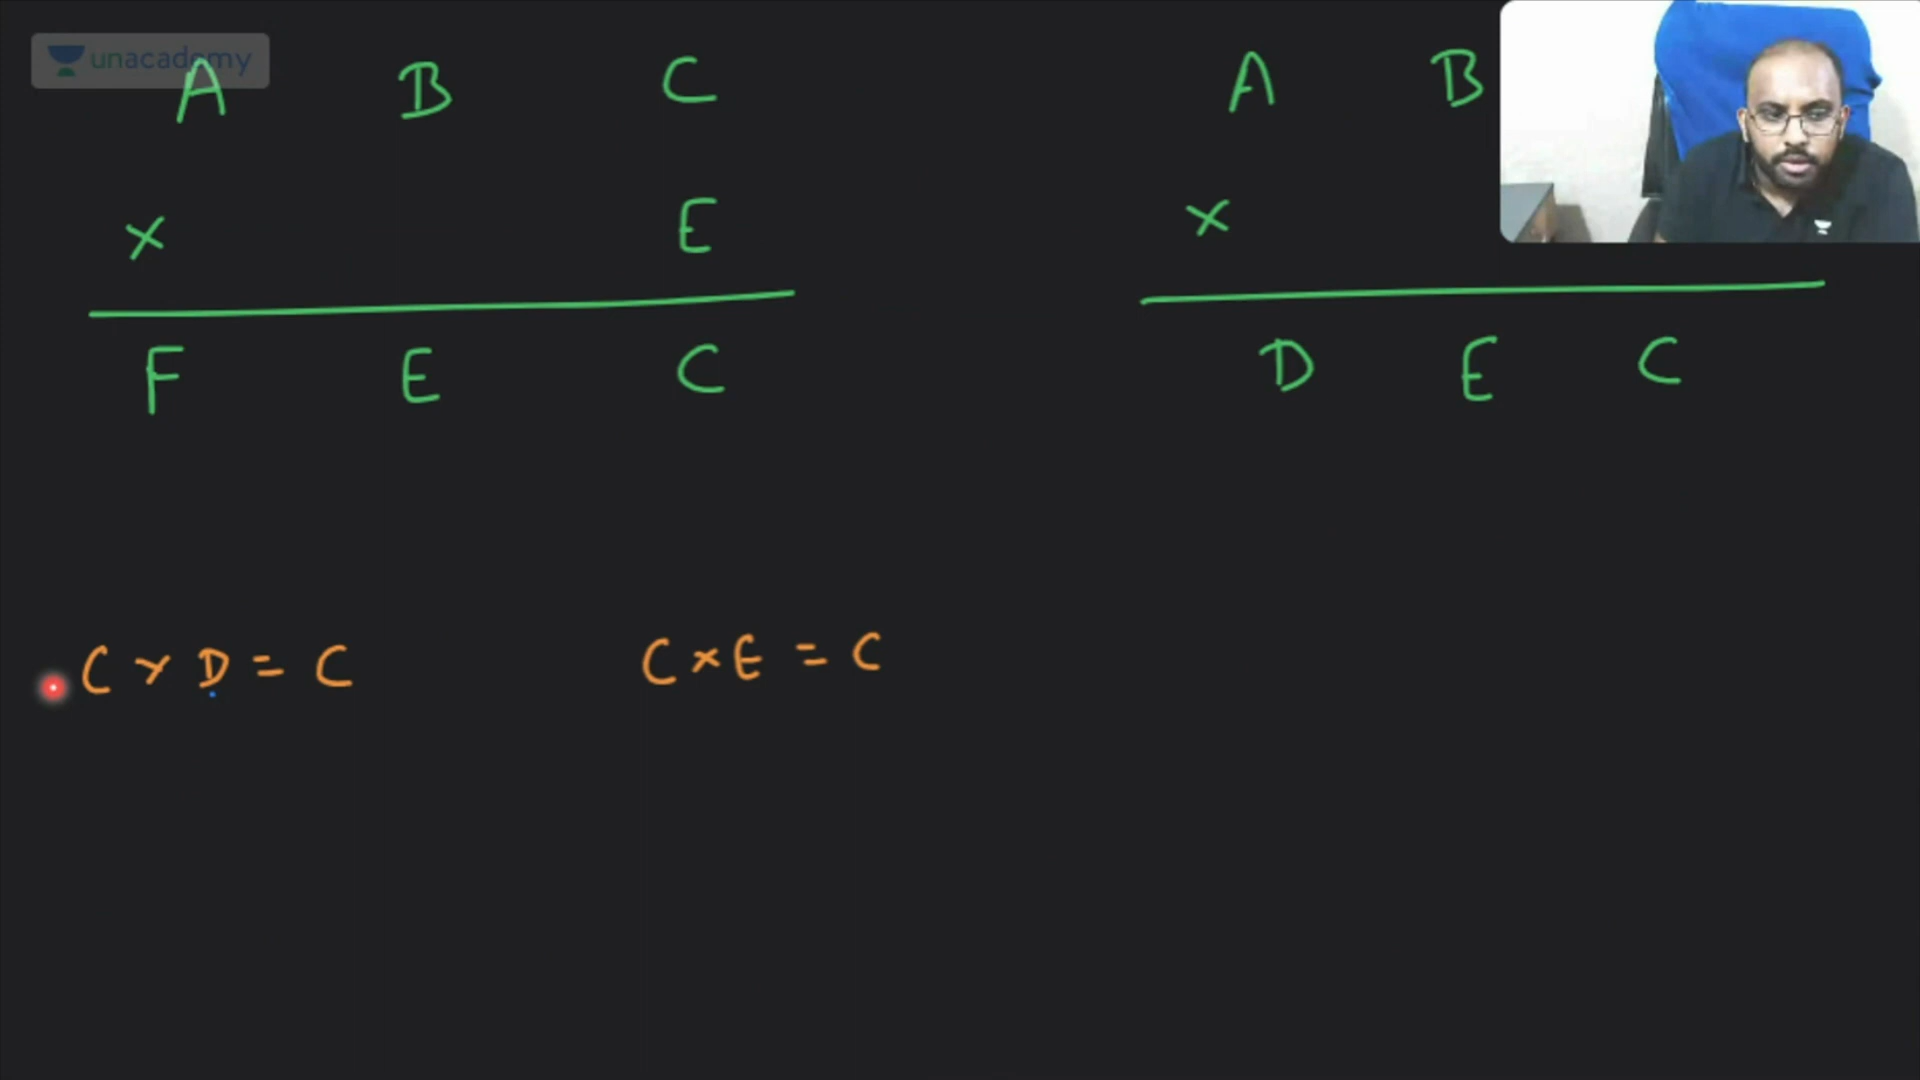 unacademy
A B C
× E
F E C
A B
×
D E C
C × D = C
C × E = C